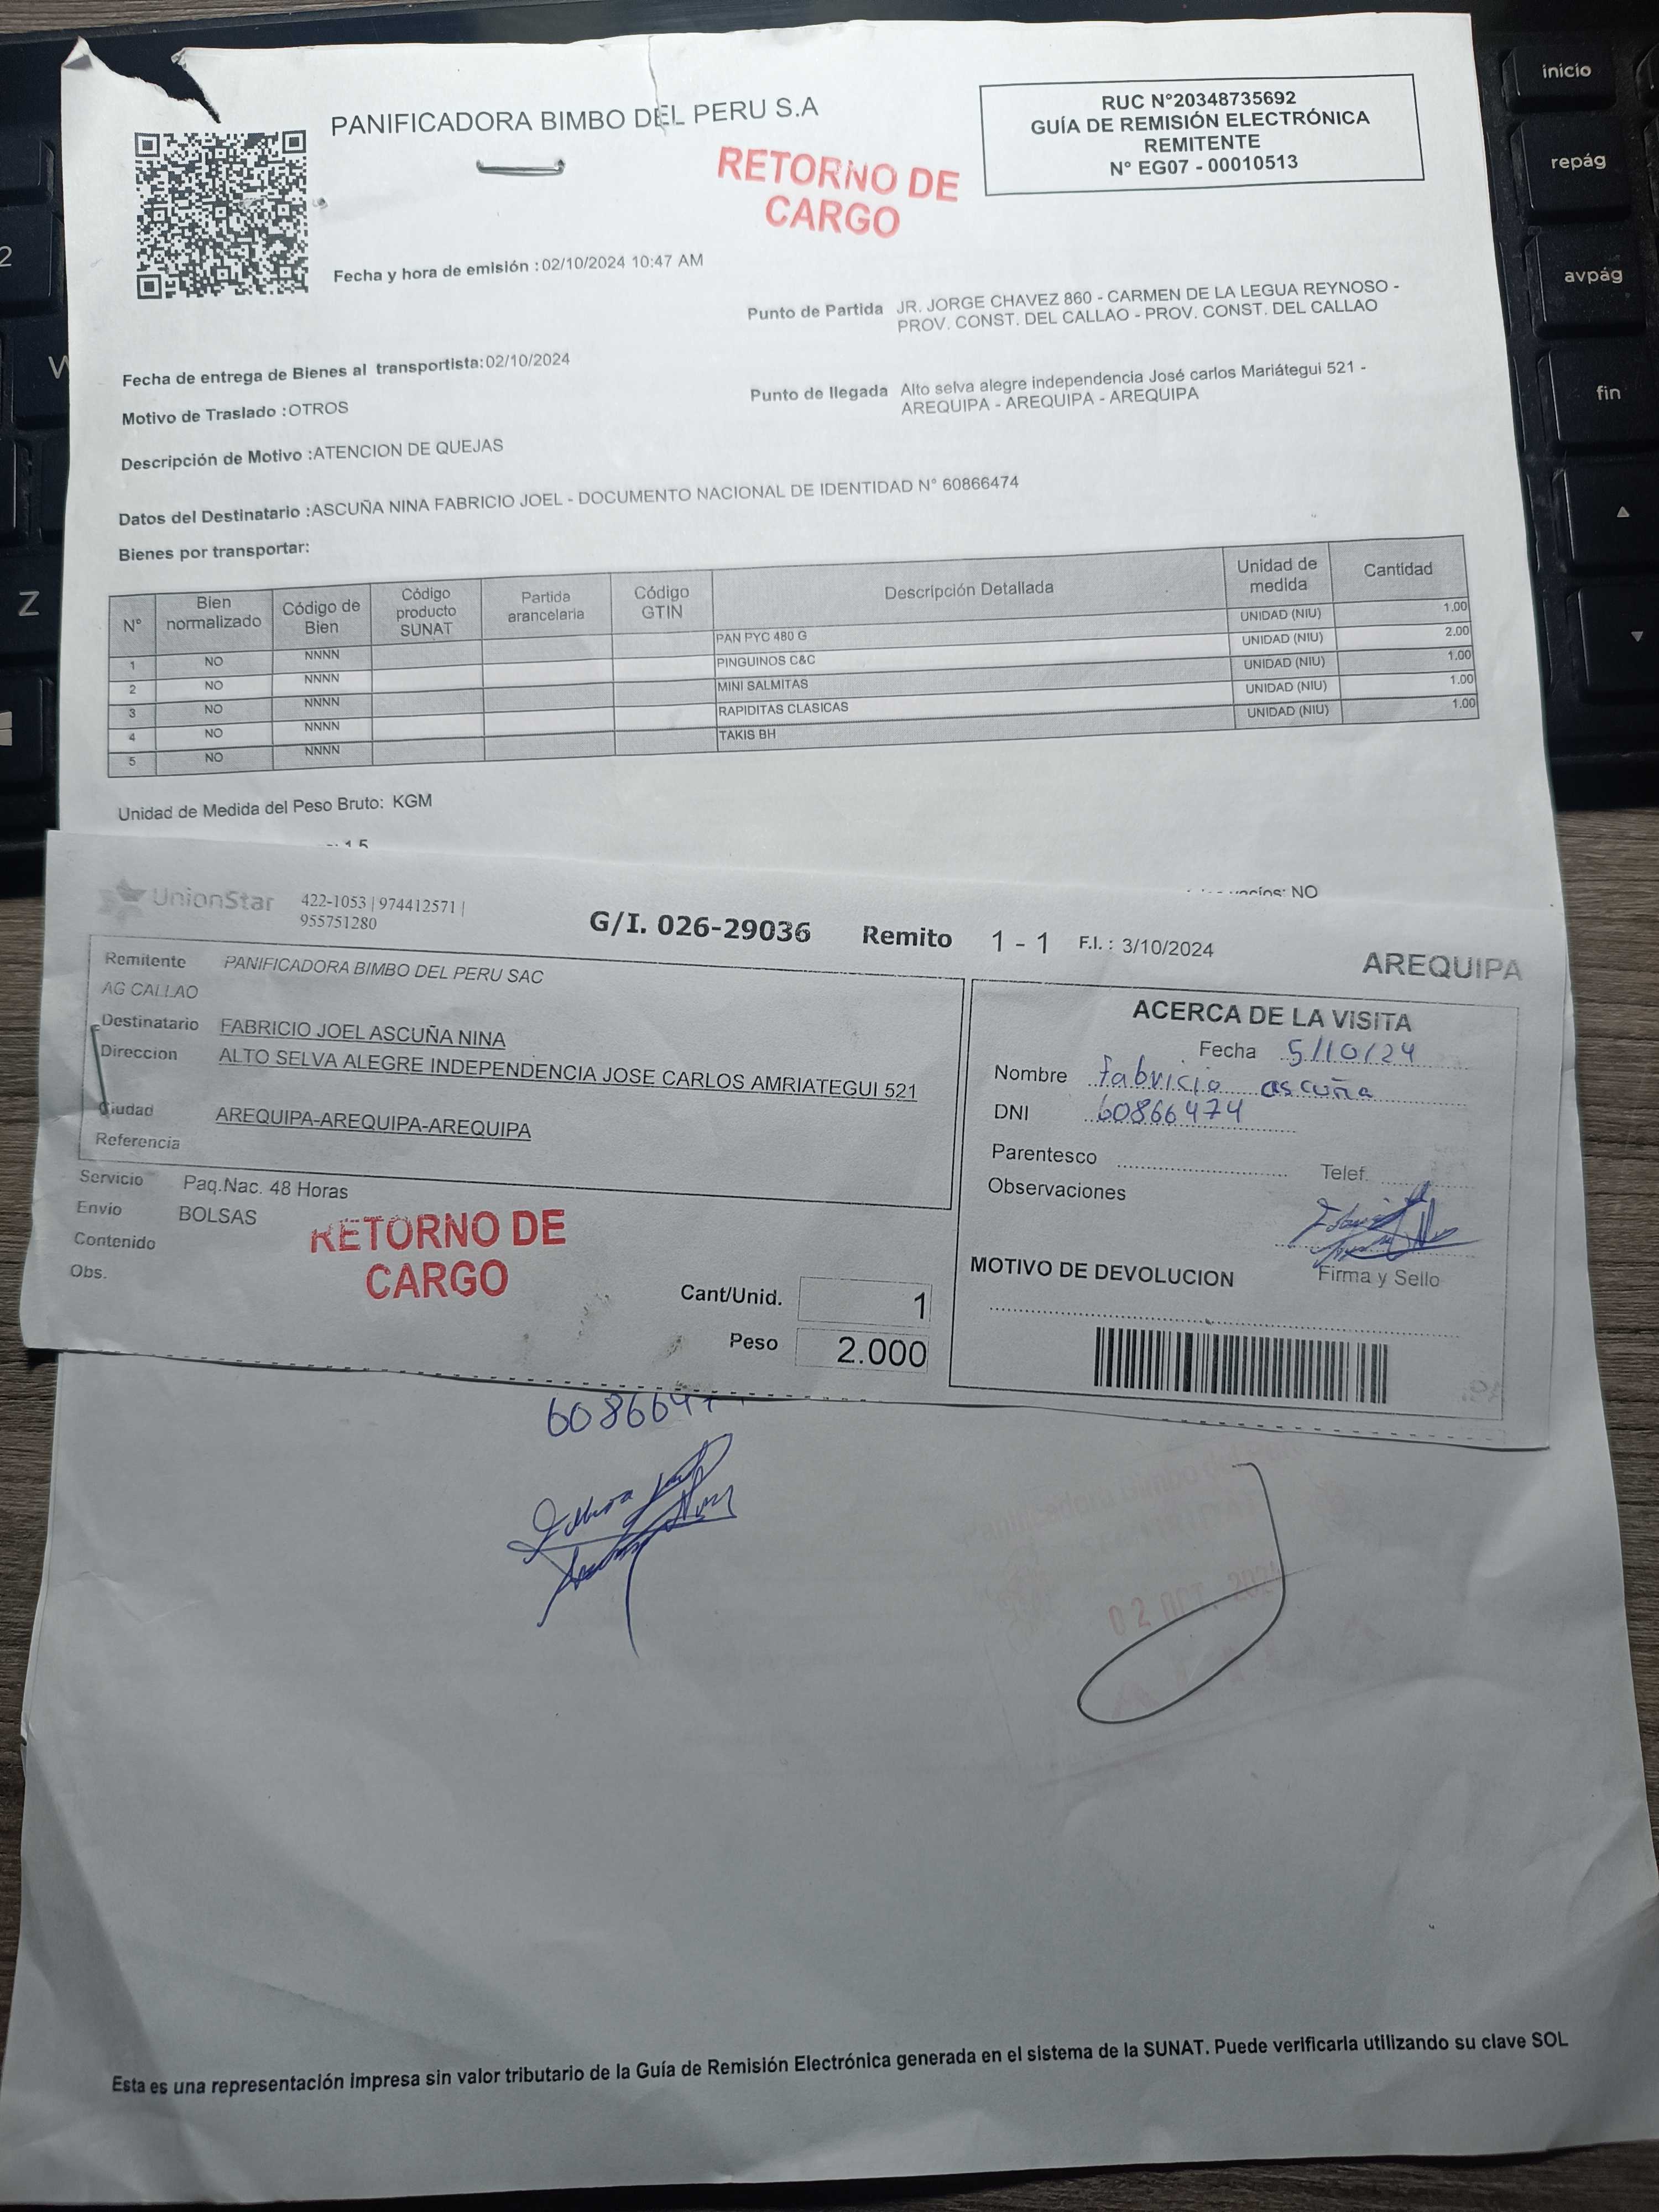 PANIFICADORA BIMBO DEL PERU S.A
RUC N°20348735692
GUÍA DE REMISIÓN ELECTRÓNICA
REMITENTE
N° EG07 - 00010513
RETORNO DE
CARGO
Fecha y hora de emisión : 02/10/2024 10:47 AM
Punto de Partida JR. JORGE CHAVEZ 860 - CARMEN DE LA LEGUA REYNOSO -
PROV. CONST. DEL CALLAO - PROV. CONST. DEL CALLAO
Fecha de entrega de Bienes al transportista:02/10/2024
Punto de llegada Alto selva alegre independencia José carlos Mariátegui 521 -
AREQUIPA - AREQUIPA - AREQUIPA
Motivo de Traslado :OTROS
Descripción de Motivo :ATENCION DE QUEJAS
Datos del Destinatario :ASCUÑA NINA FABRICIO JOEL - DOCUMENTO NACIONAL DE IDENTIDAD N° 60866474
Bienes por transportar:
N° Bien normalizado Código de Bien Código producto SUNAT Partida arancelaria Código GTIN Descripción Detallada Unidad de medida Cantidad
1 NO NNNN PAN PYC 480 G UNIDAD (NIU) 1.00
2 NO NNNN PINGUINOS C&C UNIDAD (NIU) 2.00
3 NO NNNN MINI SALMITAS UNIDAD (NIU) 1.00
4 NO NNNN RAPIDITAS CLASICAS UNIDAD (NIU) 1.00
5 NO NNNN TAKIS BH UNIDAD (NIU) 1.00
Unidad de Medida del Peso Bruto: KGM
NO
UnionStar
422-1053 | 974412571 |
955751280
G/I. 026-29036 Remito 1 - 1 F.I. : 3/10/2024
AREQUIPA
Remitente PANIFICADORA BIMBO DEL PERU SAC
AG CALLAO
Destinatario FABRICIO JOEL ASCUÑA NINA
Direccion ALTO SELVA ALEGRE INDEPENDENCIA JOSE CARLOS AMRIATEGUI 521
Ciudad AREQUIPA-AREQUIPA-AREQUIPA
Referencia
Servicio Paq.Nac. 48 Horas
Envio BOLSAS
Contenido
Obs.
RETORNO DE
CARGO
Cant/Unid. 1
Peso 2.000
ACERCA DE LA VISITA
Fecha 5/10/24
Nombre fabricio ascuña
DNI 60866474
Parentesco Telef.
Observaciones
Firma y Sello
MOTIVO DE DEVOLUCION
6086647
02 OCT. 2024
Esta es una representación impresa sin valor tributario de la Guía de Remisión Electrónica generada en el sistema de la SUNAT. Puede verificarla utilizando su clave SOL
inicio
repág
avpág
fin
2
W
Z